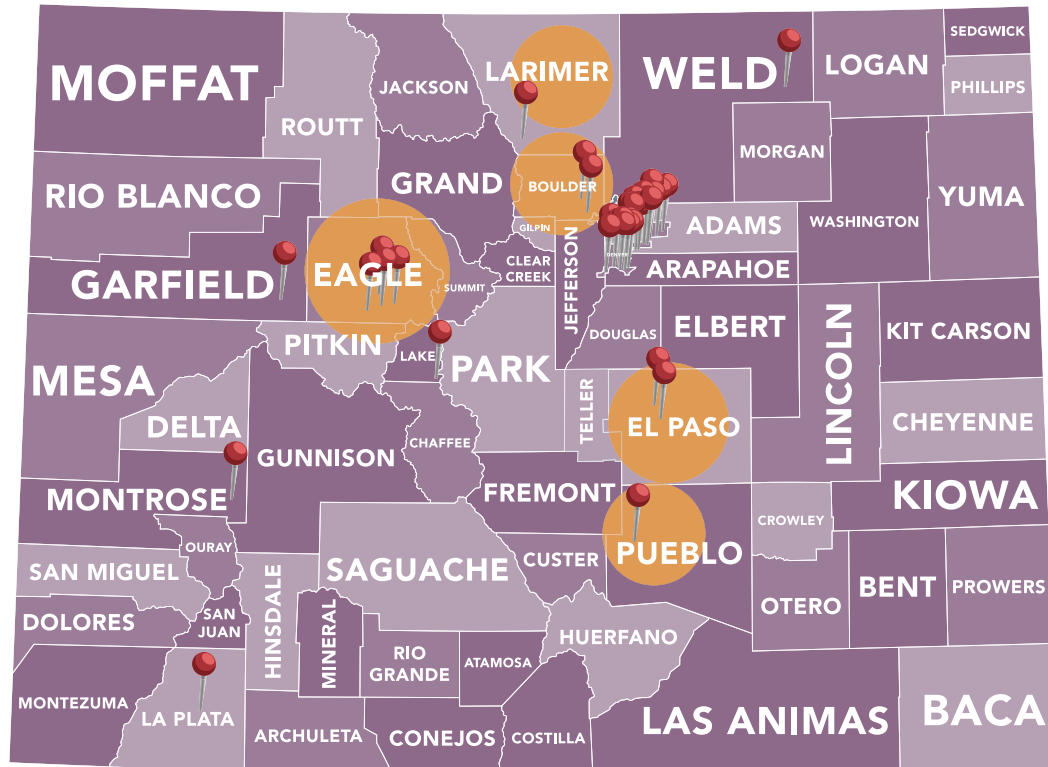 SEDGWICK
MOFFAT
JACKSON
LARIMER
WELD
LOGAN
PHILLIPS
ROUTT
MORGAN
RIO BLANCO
GRAND
BOULDER
YUMA
WASHINGTON
GILPIN
ADAMS
GARFIELD
EAGLE
SUMMIT
CLEAR
CREEK
JEFFERSON
DENVER
ARAPAHOE
PITKIN
LAKE
PARK
DOUGLAS
ELBERT
LINCOLN
KIT CARSON
MESA
DELTA
TELLER
EL PASO
CHEYENNE
CHAFFEE
GUNNISON
MONTROSE
FREMONT
KIOWA
CROWLEY
OURAY
SAN MIGUEL
SAGUACHE
CUSTER
PUEBLO
BENT
PROWERS
OTERO
DOLORES
SAN
JUAN
HINSDALE
MINERAL
RIO
GRANDE
ATAMOSA
HUERFANO
MONTEZUMA
LA PLATA
ARCHULETA
CONEJOS
COSTILLA
LAS ANIMAS
BACA